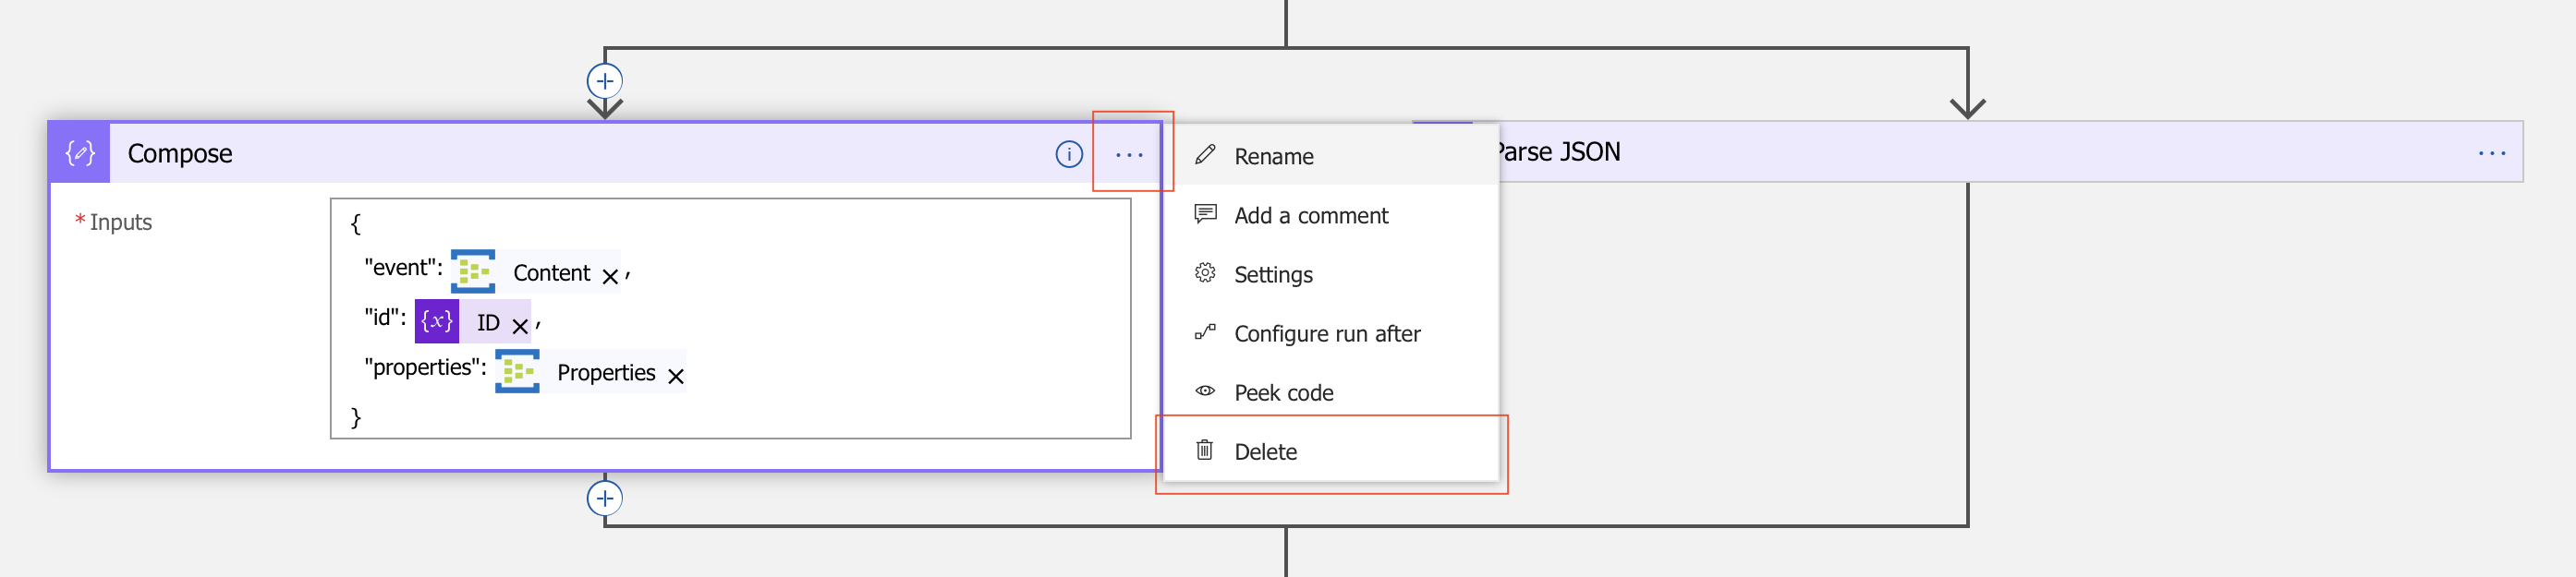 Compose
* Inputs
{
"event": Content ,
"id": {x} ID ,
"properties": Properties
}
Rename
Add a comment
Settings
Configure run after
Peek code
Delete
Parse JSON